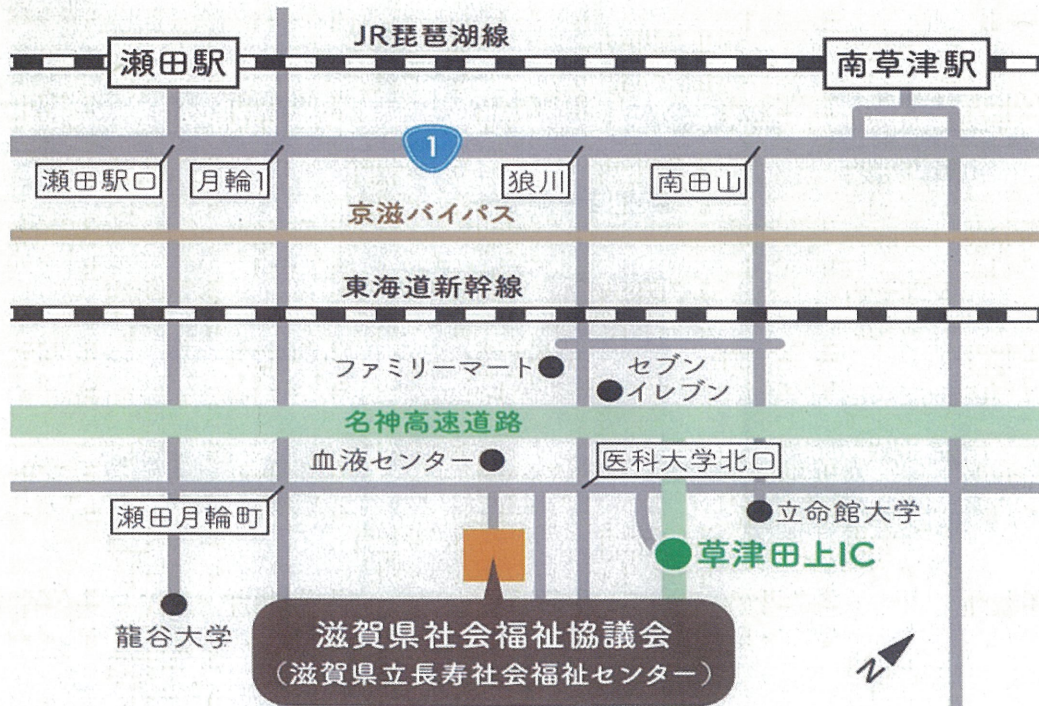 JR琵琶湖線
瀬田駅
南草津駅
1
瀬田駅口
月輪1
狼川
南田山
京滋バイパス
東海道新幹線
ファミリーマート
セブン
イレブン
名神高速道路
血液センター
医科大学北口
瀬田月輪町
立命館大学
草津田上IC
龍谷大学
滋賀県社会福祉協議会
(滋賀県立長寿社会福祉センター)
N